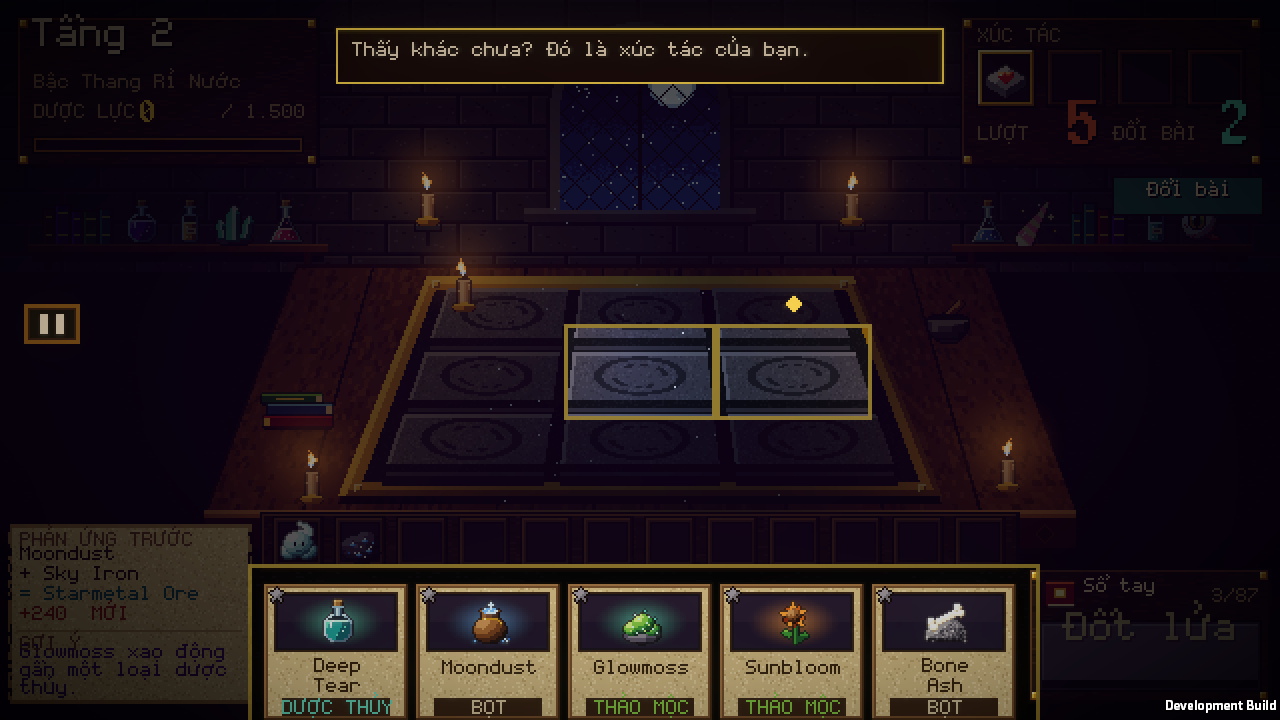 Tầng 2
Bậc Thang Rỉ Nước
DƯỢC LỰC 0 / 1.500
Thấy khác chưa? Đó là xúc tác của bạn.
XÚC TÁC
LƯỢT 5 ĐỔI BÀI 2
Đổi bài
PHẢN ỨNG TRƯỚC
Moondust
+ Sky Iron
= Starmetal Ore
+240 MỚI
GỢI Ý
Glowmoss xao động
gần một loại dược
thủy.
Deep
Tear
DƯỢC THỦY
Moondust
BỘT
Glowmoss
THẢO MỘC
Sunbloom
THẢO MỘC
Bone
Ash
BỘT
Sổ tay
3/87
Đốt lửa
Development Build